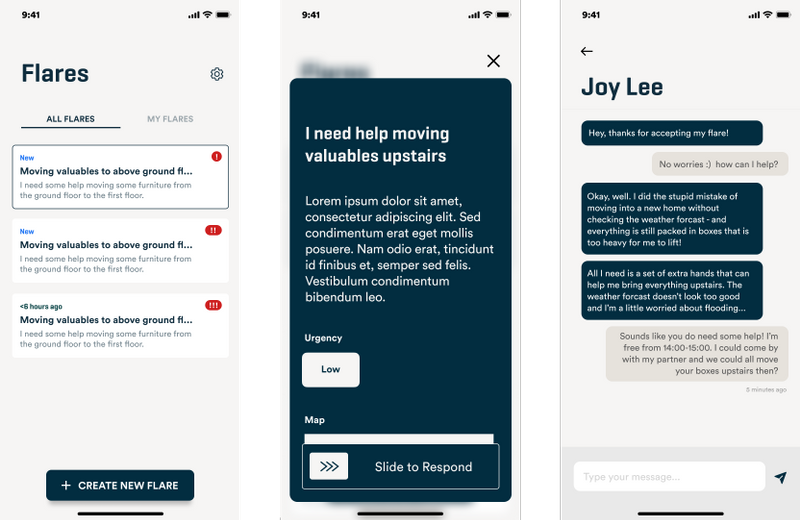 9:41
Flares
ALL FLARES
MY FLARES
New
!
Moving valuables to above ground fl...
I need some help moving some furniture from
the ground floor to the first floor.
New
!!
Moving valuables to above ground fl...
I need some help moving some furniture from
the ground floor to the first floor.
<6 hours ago
!!!
Moving valuables to above ground fl...
I need some help moving some furniture from
the ground floor to the first floor.
+ CREATE NEW FLARE
9:41
Flares
I need help moving
valuables upstairs
Lorem ipsum dolor sit amet,
consectetur adipiscing elit. Sed
condimentum erat eget mollis
posuere. Nam odio erat, tincidunt
id finibus et, semper sed felis.
Vestibulum condimentum
bibendum leo.
Urgency
Low
Map
Slide to Respond
9:41
Joy Lee
Hey, thanks for accepting my flare!
No worries :) how can I help?
Okay, well. I did the stupid mistake of
moving into a new home without
checking the weather forcast - and
everything is still packed in boxes that is
too heavy for me to lift!
All I need is a set of extra hands that can
help me bring everything upstairs. The
weather forcast doesn't look too good
and I'm a little worried about flooding...
Sounds like you do need some help! I'm
free from 14:00-15:00. I could come by
with my partner and we could all move
your boxes upstairs then?
5 minutes ago
Type your message...